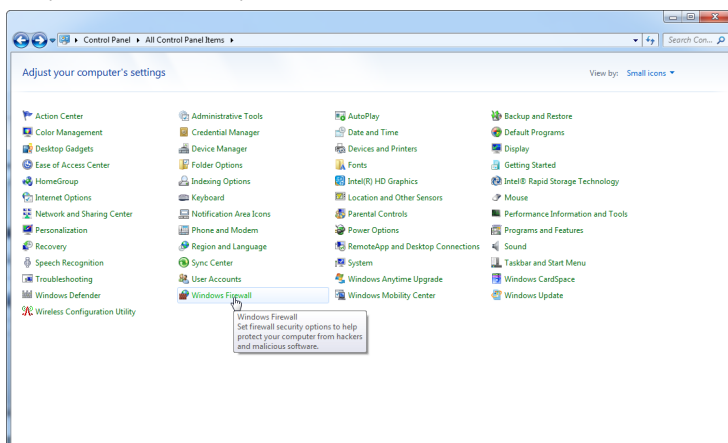 Control Panel ▸ All Control Panel Items ▸
Search Con...
Adjust your computer's settings
View by: Small icons
Action Center
Administrative Tools
AutoPlay
Backup and Restore
Color Management
Credential Manager
Date and Time
Default Programs
Desktop Gadgets
Device Manager
Devices and Printers
Display
Ease of Access Center
Folder Options
Fonts
Getting Started
HomeGroup
Indexing Options
Intel(R) HD Graphics
Intel® Rapid Storage Technology
Internet Options
Keyboard
Location and Other Sensors
Mouse
Network and Sharing Center
Notification Area Icons
Parental Controls
Performance Information and Tools
Personalization
Phone and Modem
Power Options
Programs and Features
Recovery
Region and Language
RemoteApp and Desktop Connections
Sound
Speech Recognition
Sync Center
System
Taskbar and Start Menu
Troubleshooting
User Accounts
Windows Anytime Upgrade
Windows CardSpace
Windows Defender
Windows Firewall
Windows Mobility Center
Windows Update
Wireless Configuration Utility
Windows Firewall
Set firewall security options to help
protect your computer from hackers
and malicious software.